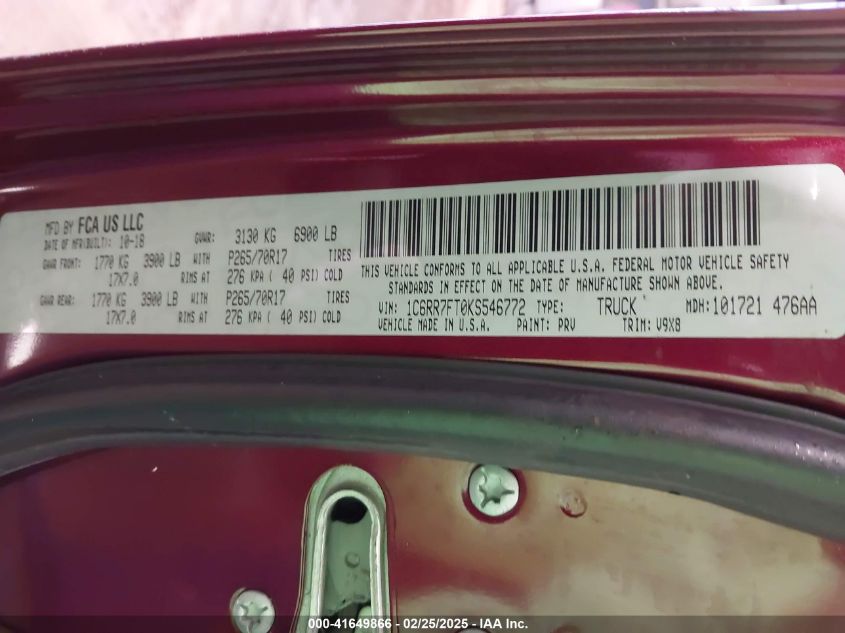 MFD BY FCA US LLC
DATE OF MFR(BUILT): 10-18 GVWR: 3130 KG 6900 LB
GAWR FRONT: 1770 KG 3900 LB WITH P265/70R17 TIRES
17X7.0 RIMS AT 276 KPA ( 40 PSI) COLD
GAWR REAR: 1770 KG 3900 LB WITH P265/70R17 TIRES
17X7.0 RIMS AT 276 KPA ( 40 PSI) COLD
THIS VEHICLE CONFORMS TO ALL APPLICABLE U.S.A. FEDERAL MOTOR VEHICLE SAFETY
STANDARDS IN EFFECT ON THE DATE OF MANUFACTURE SHOWN ABOVE.
VIN: 1C6RR7FT0KS546772 TYPE: TRUCK MDH: 101721 476AA
VEHICLE MADE IN U.S.A. PAINT: PRV TRIM: V9X8
000-41649866 - 02/25/2025 - IAA Inc.